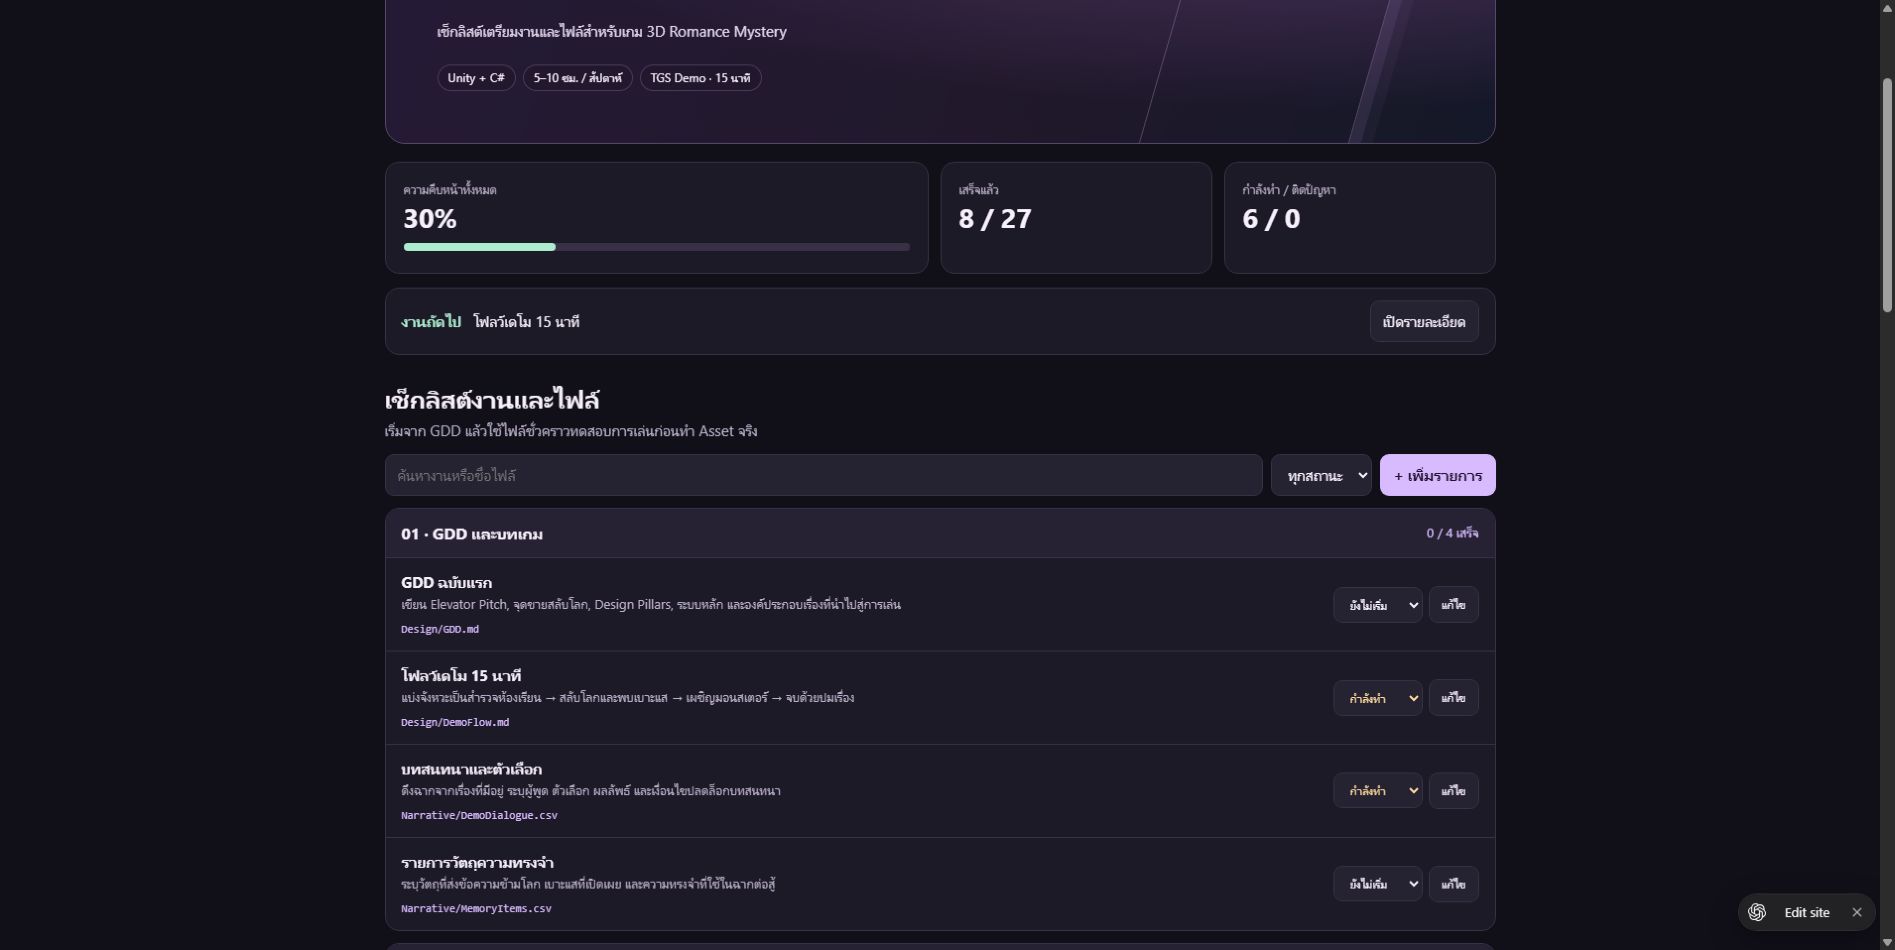 เช็กลิสต์เตรียมงานและไฟล์สำหรับเกม 3D Romance Mystery
Unity + C#
5–10 ชม. / สัปดาห์
TGS Demo · 15 นาที
ความคืบหน้าทั้งหมด
30%
เสร็จแล้ว
8 / 27
กำลังทำ / ติดปัญหา
6 / 0
งานถัดไป โฟลว์เดโม 15 นาที
เปิดรายละเอียด
เช็กลิสต์งานและไฟล์
เริ่มจาก GDD แล้วใช้ไฟล์ชั่วคราวทดสอบการเล่นก่อนทำ Asset จริง
ค้นหางานหรือชื่อไฟล์
ทุกสถานะ
+ เพิ่มรายการ
01 · GDD และบทเกม
0 / 4 เสร็จ
GDD ฉบับแรก
เขียน Elevator Pitch, จุดขายสลับโลก, Design Pillars, ระบบหลัก และองค์ประกอบเรื่องที่นำไปสู่การเล่น
Design/GDD.md
ยังไม่เริ่ม
แก้ไข
โฟลว์เดโม 15 นาที
แบ่งจังหวะเป็นสำรวจห้องเรียน → สลับโลกและพบเบาะแส → เผชิญมอนสเตอร์ → จบด้วยปมเรื่อง
Design/DemoFlow.md
กำลังทำ
แก้ไข
บทสนทนาและตัวเลือก
ดึงฉากจากเรื่องที่มีอยู่ ระบุผู้พูด ตัวเลือก ผลลัพธ์ และเงื่อนไขปลดล็อกบทสนทนา
Narrative/DemoDialogue.csv
กำลังทำ
แก้ไข
รายการวัตถุความทรงจำ
ระบุวัตถุที่ส่งข้อความข้ามโลก เบาะแสที่เปิดเผย และความทรงจำที่ใช้ในฉากต่อสู้
Narrative/MemoryItems.csv
ยังไม่เริ่ม
แก้ไข
Edit site